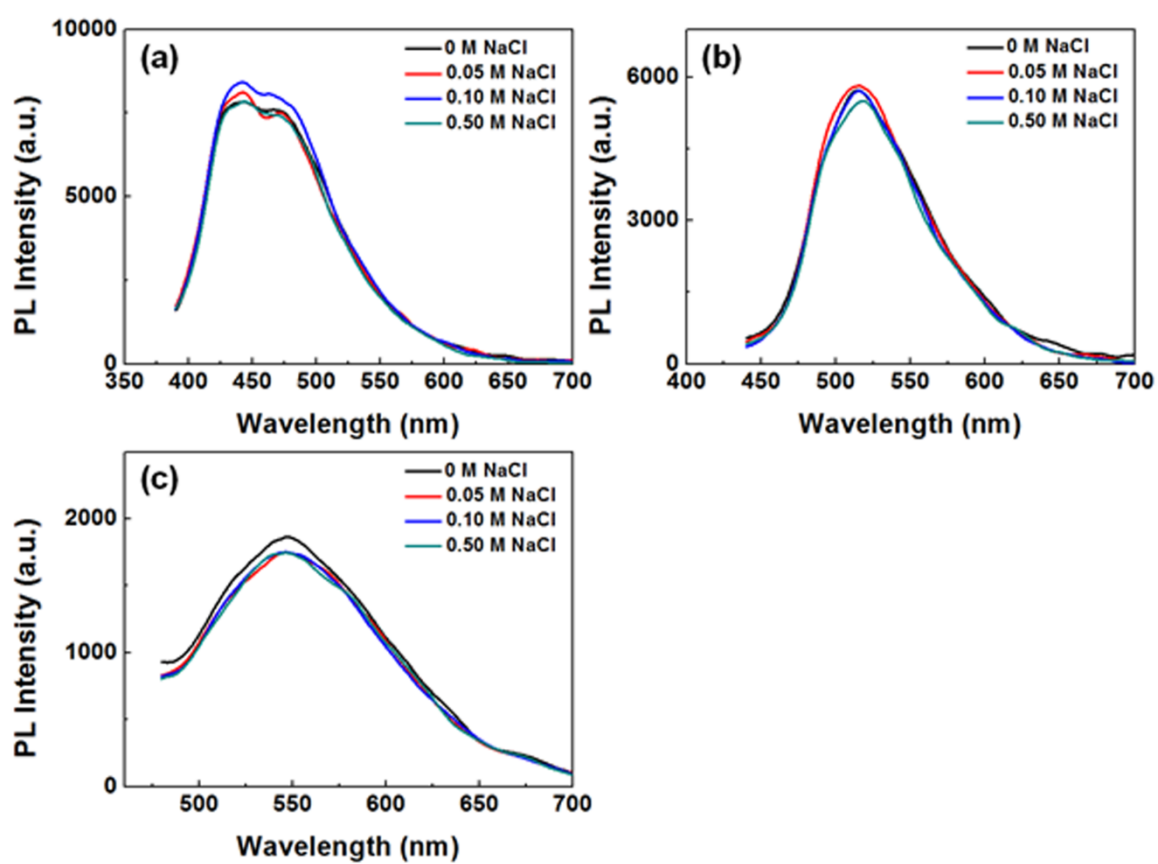 (a)
0 M NaCl
0.05 M NaCl
0.10 M NaCl
0.50 M NaCl
10000
5000
0
PL Intensity (a.u.)
350 400 450 500 550 600 650 700
Wavelength (nm)
(b)
0 M NaCl
0.05 M NaCl
0.10 M NaCl
0.50 M NaCl
6000
3000
0
PL Intensity (a.u.)
400 450 500 550 600 650 700
Wavelength (nm)
(c)
0 M NaCl
0.05 M NaCl
0.10 M NaCl
0.50 M NaCl
2000
1000
0
PL Intensity (a.u.)
500 550 600 650 700
Wavelength (nm)